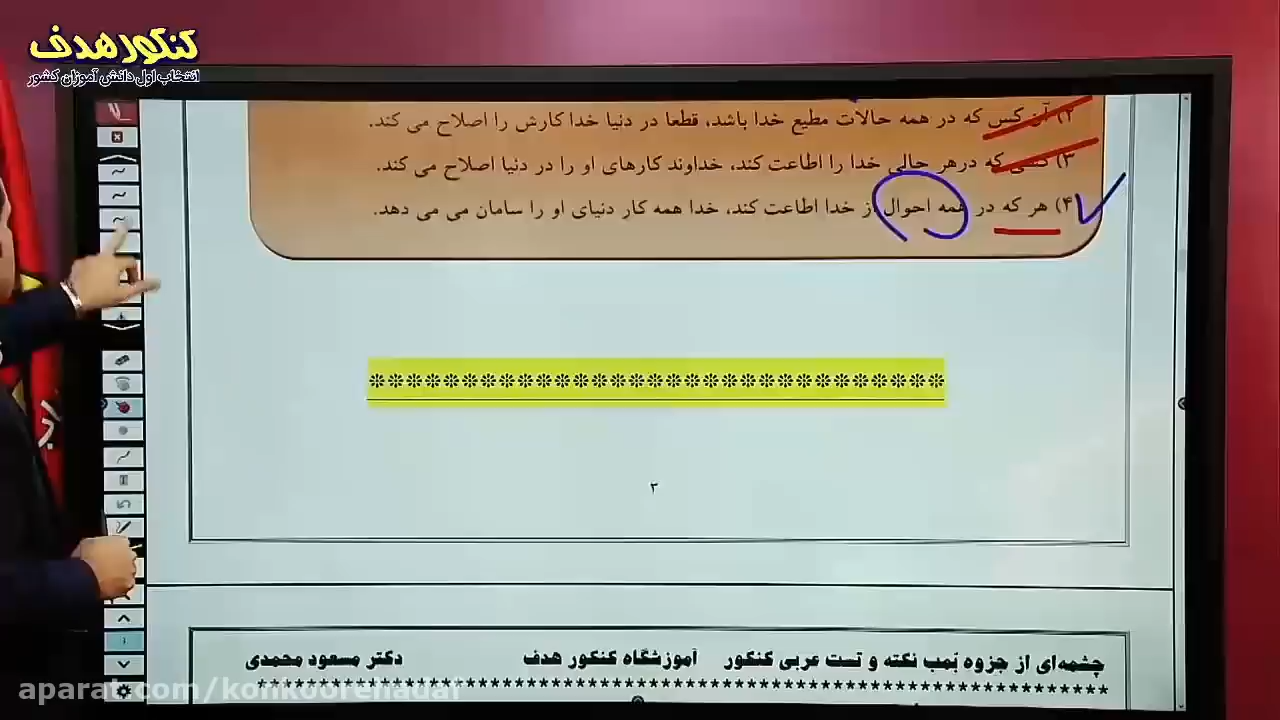 کنکور هدف
انتخاب اول دانش آموزان کشور
۲) آن کس که در همه حالات مطیع خدا باشد، قطعا در دنیا خدا کارش را اصلاح می کند.
۳) کسی که درهر حالی خدا را اطاعت کند، خداوند کارهای او را در دنیا اصلاح می کند.
۴) هر که در همه احوال از خدا اطاعت کند، خدا همه کار دنیای او را سامان می می دهد.
❊❊❊❊❊❊❊❊❊❊❊❊❊❊❊❊❊❊❊❊❊❊❊❊❊❊❊❊❊❊❊
۳
چشمه‌ای از جزوه بُمب نکته و تست عربی کنکور آموزشگاه کنکور هدف دکتر مسعود محمدی
aparat.com/konkoorehadaf